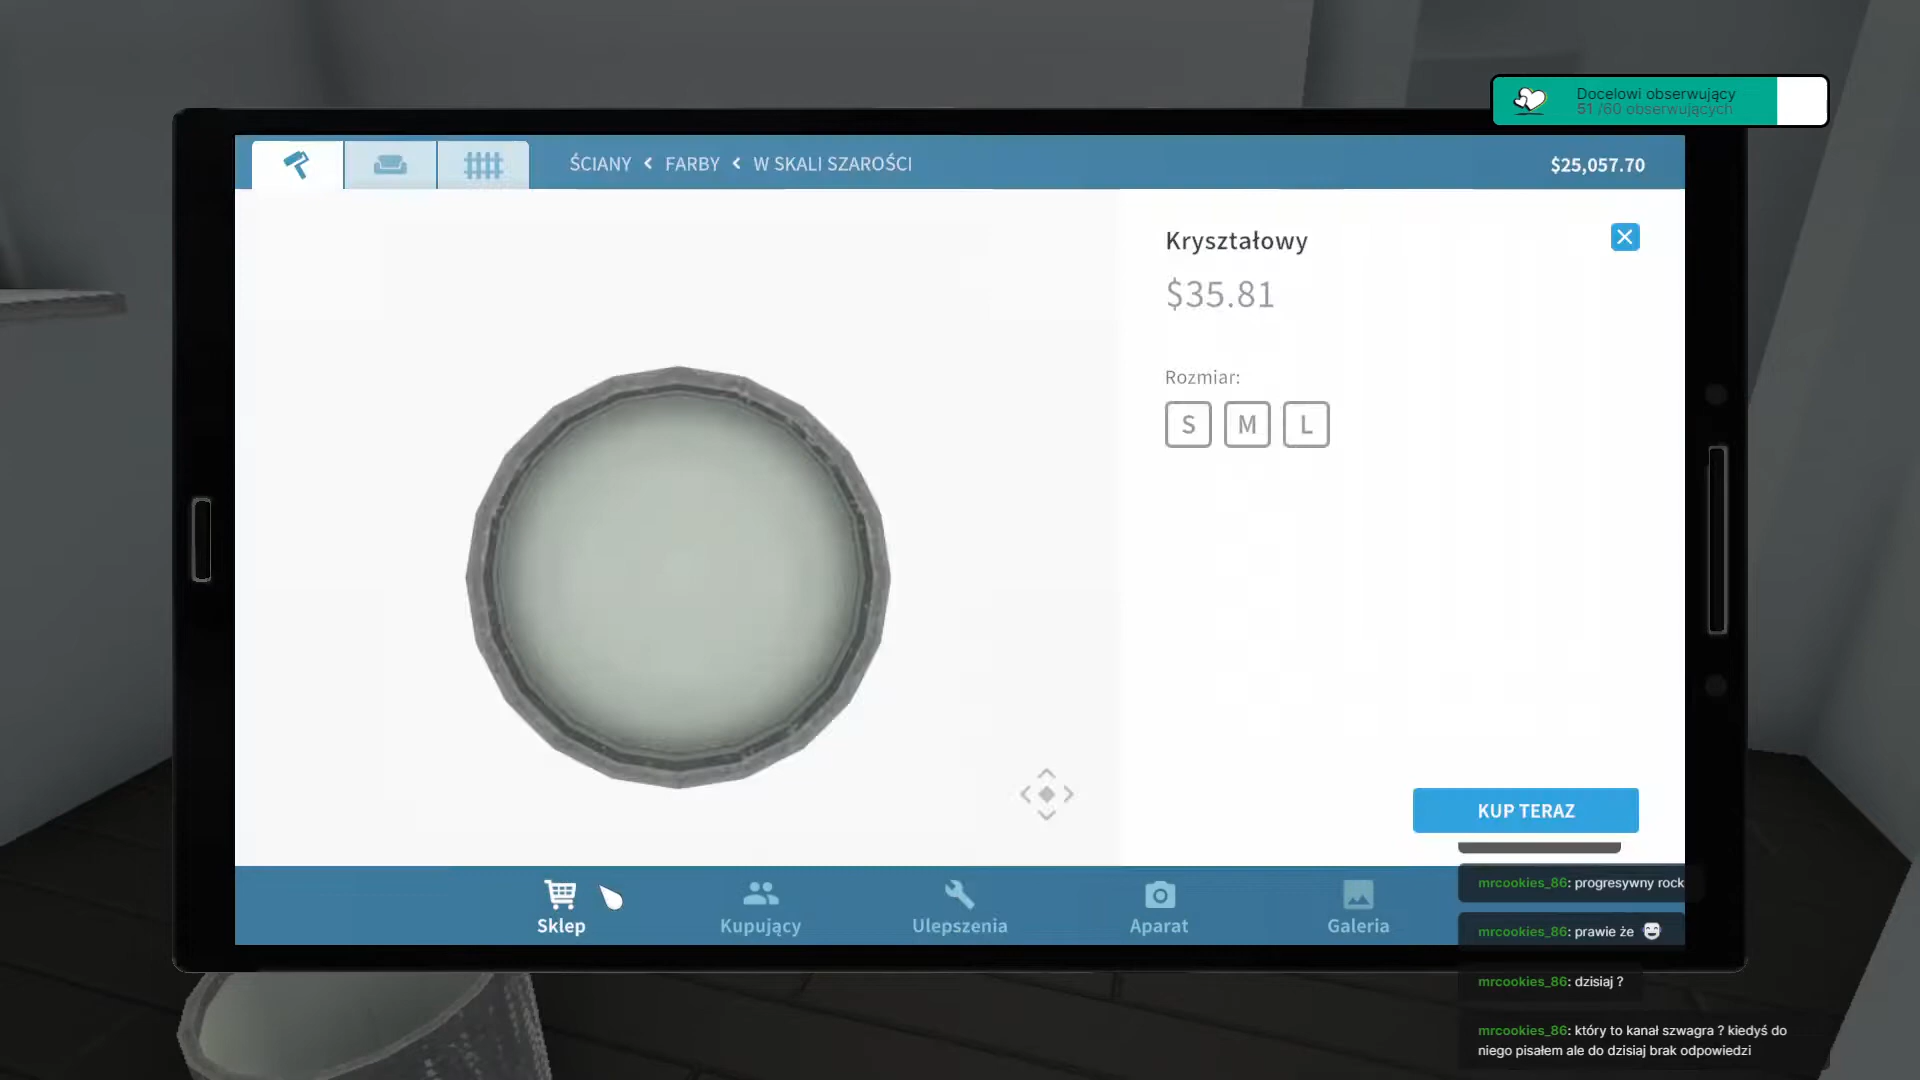 Docelowi obserwujący
51 /60 obserwujących
ŚCIANY < FARBY < W SKALI SZAROŚCI
$25,057.70
Kryształowy
$35.81
Rozmiar:
S M L
KUP TERAZ
Sklep
Kupujący
Ulepszenia
Aparat
Galeria
mrcookies_86: progresywny rock
mrcookies_86: prawie że
mrcookies_86: dzisiaj ?
mrcookies_86: który to kanał szwagra ? kiedyś do
niego pisałem ale do dzisiaj brak odpowiedzi